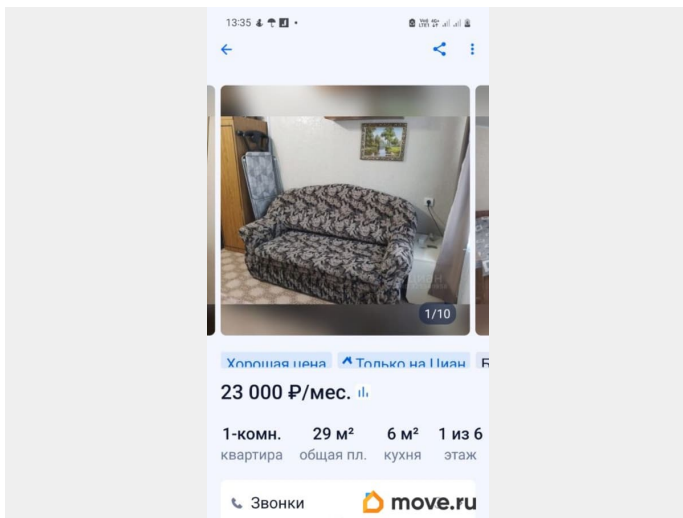 13:35
1/10
Хорошая цена Только на Циан
23 000 ₽/мес.
1-комн. 29 м² 6 м² 1 из 6
квартира общая пл. кухня этаж
Звонки move.ru